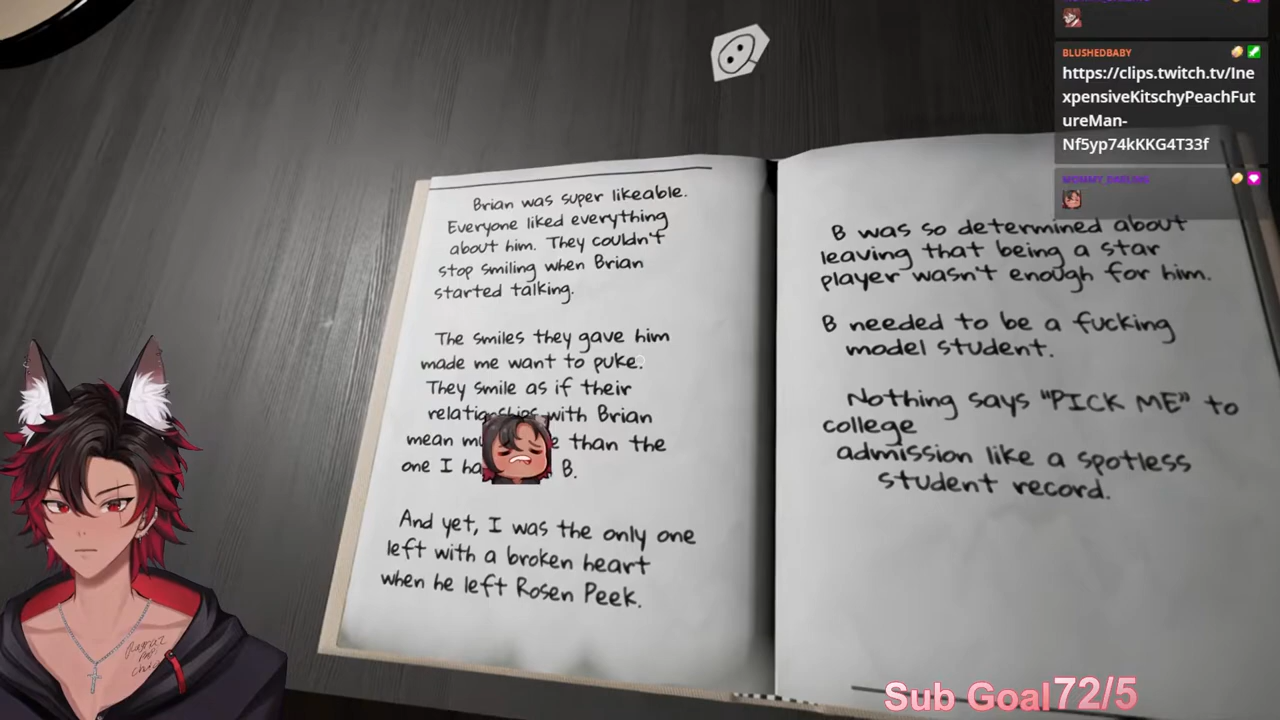 BLUSHEDBABY
https://clips.twitch.tv/Ine
xpensiveKitschyPeachFut
ureMan-
Nf5yp74kKKG4T33f
Brian was super likeable.
Everyone liked everything
about him. They couldn't
stop smiling when Brian
started talking.
The smiles they gave him
made me want to puke.
They smile as if their
with Brian
mean than the
one I B.
And yet, I was the only one
left with a broken heart
when he left Rosen Peek.
B was so determined about
leaving that being a star
player wasn't enough for him.
B needed to be a fucking
model student.
Nothing says "PICK ME" to
college
admission like a spotless
student record.
Sub Goal 72/5